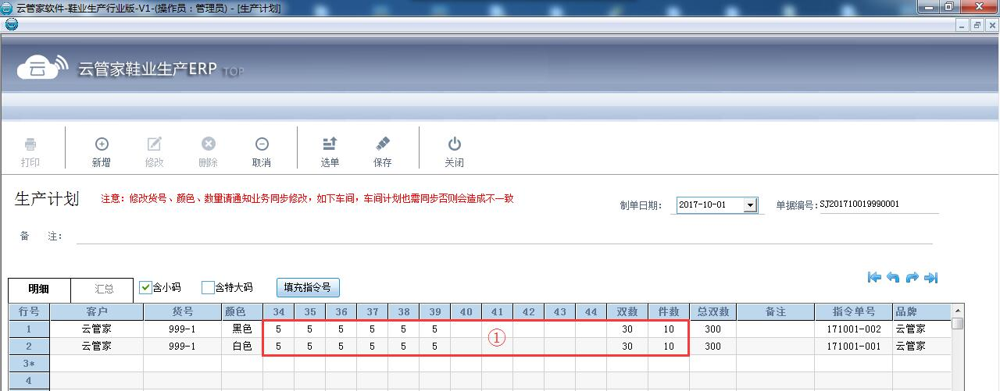 云管家软件-鞋业生产行业版-V1-(操作员：管理员) - [生产计划]
云 云管家鞋业生产ERP TOP
打印 新增 修改 删除 取消 选单 保存 关闭
生产计划 注意：修改货号、颜色、数量请通知业务同步修改，如下车间，车间计划也需同步否则会造成不一致
制单日期： 2017-10-01 单据编号：SJ201710019990001
备 注：
明细 汇总 含小码 含特大码 填充指令号
行号 客户 货号 颜色 34 35 36 37 38 39 40 41 42 43 44 双数 件数 总双数 备注 指令单号 品牌
1 云管家 999-1 黑色 5 5 5 5 5 5 30 10 300 171001-002 云管家
①
2 云管家 999-1 白色 5 5 5 5 5 5 30 10 300 171001-001 云管家
3*
4